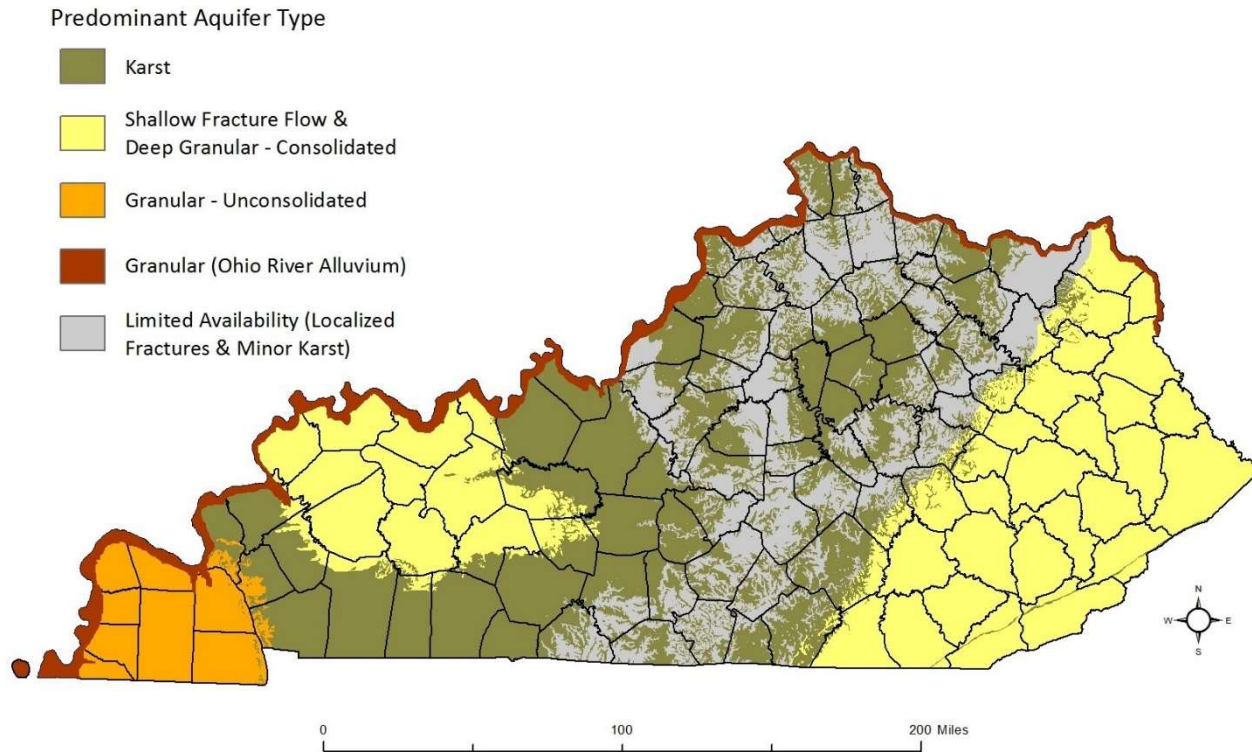 Predominant Aquifer Type
Karst
Shallow Fracture Flow &
Deep Granular - Consolidated
Granular - Unconsolidated
Granular (Ohio River Alluvium)
Limited Availability (Localized
Fractures & Minor Karst)
N
W E
S
0 100 200 Miles